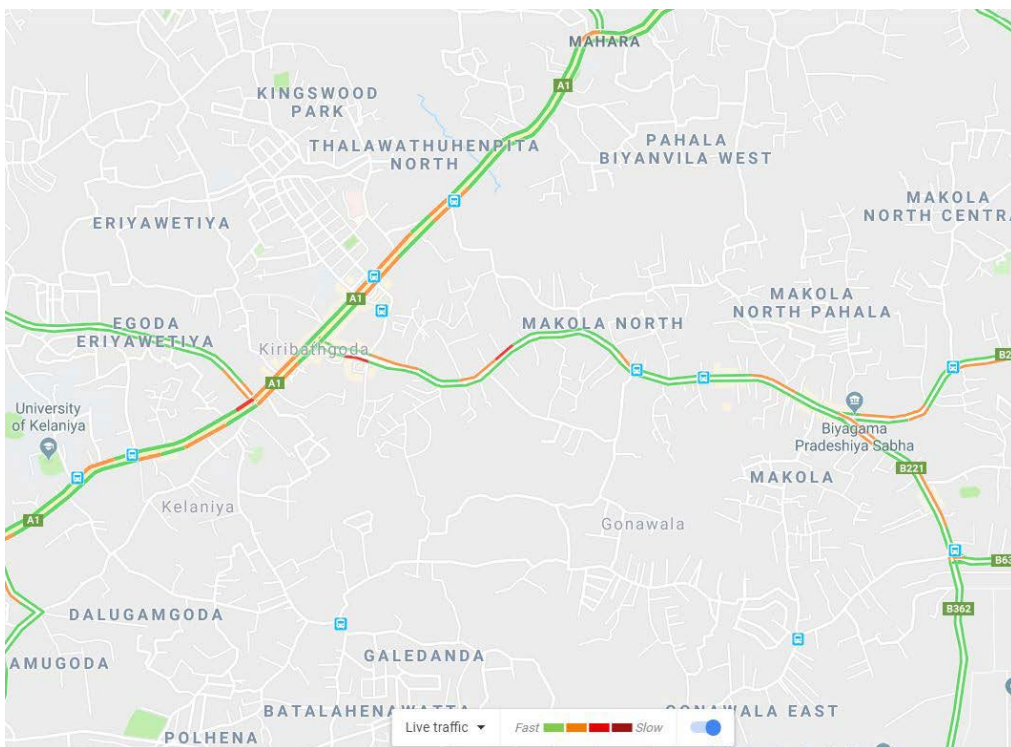 MAHARA
A1
KINGSWOOD
PARK
THALAWATHUHENPITA
NORTH
PAHALA
BIYANVILA WEST
ERIYAWETIYA
MAKOLA
NORTH CENTRA
A1
MAKOLA
NORTH PAHALA
EGODA
ERIYAWETIYA
MAKOLA NORTH
Kiribathgoda
B2
A1
University
of Kelaniya
Biyagama
Pradeshiya Sabha
B221
MAKOLA
Kelaniya
A1
Gonawala
B63
B362
DALUGAMGODA
AMUGODA
GALEDANDA
BATALAHENAWATTA
GONAWALA EAST
POLHENA
Live traffic
Fast
Slow